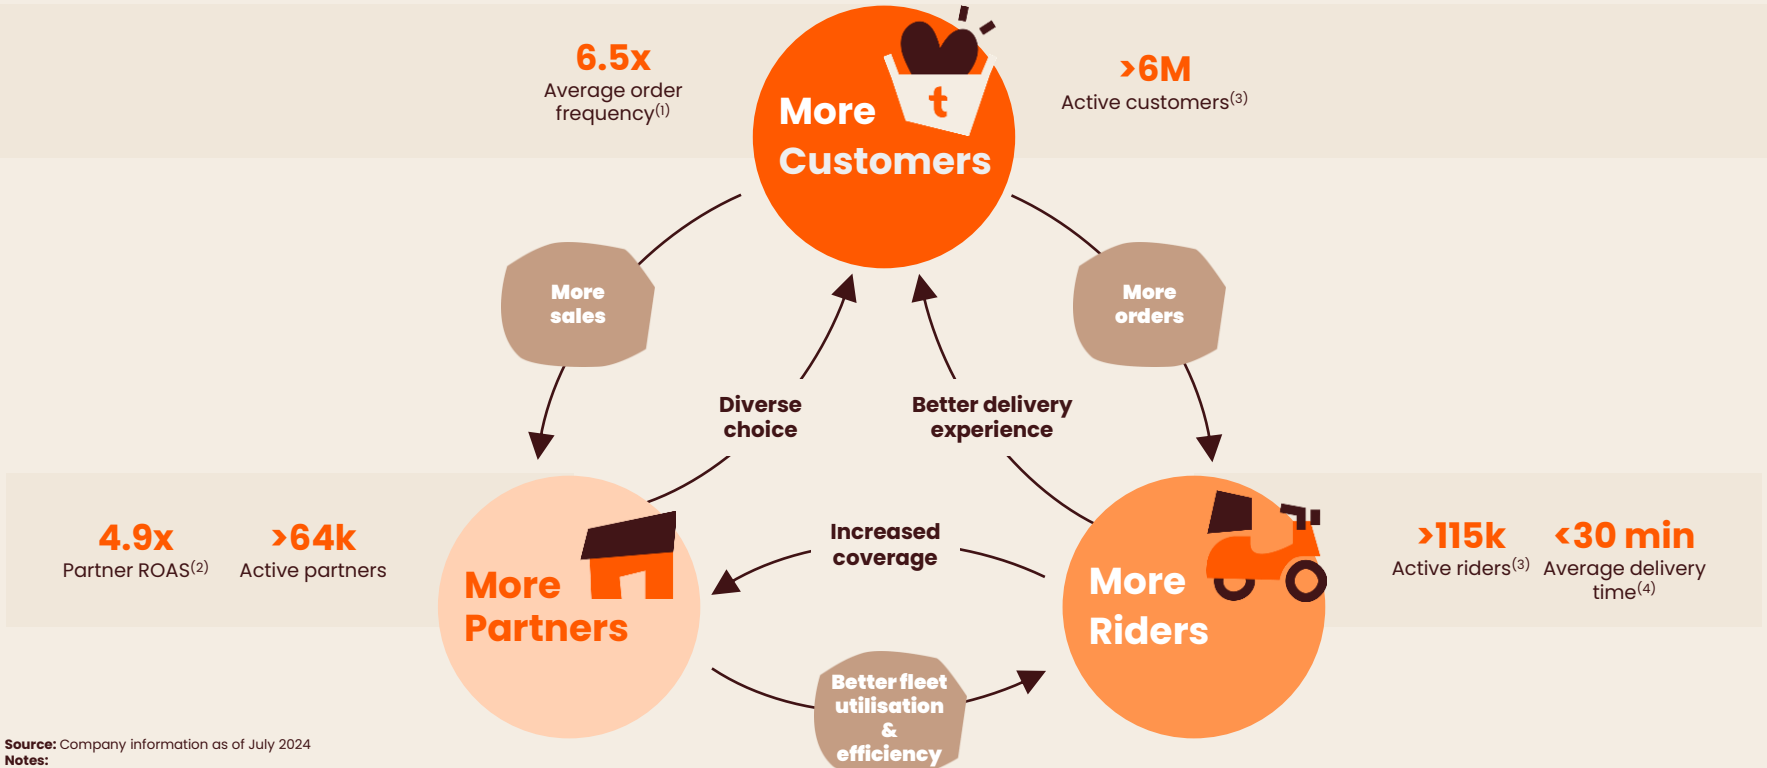 6.5x
Average order
frequency(1)
t
More
Customers
>6M
Active customers(3)
More
sales
More
orders
Diverse
choice
Better delivery
experience
4.9x
Partner ROAS(2)
>64k
Active partners
More
Partners
Increased
coverage
More
Riders
>115k
Active riders(3)
<30 min
Average delivery
time(4)
Better fleet
utilisation
&
efficiency
Source: Company information as of July 2024
Notes: